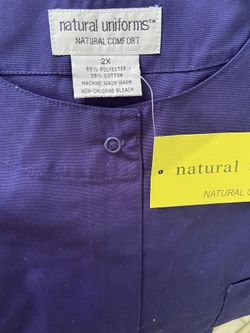 natural uniforms™
NATURAL COMFORT
2X
65% POLYESTER
35% COTTON
MACHINE WASH WARM
NON-CHLORINE BLEACH
natural
NATURAL